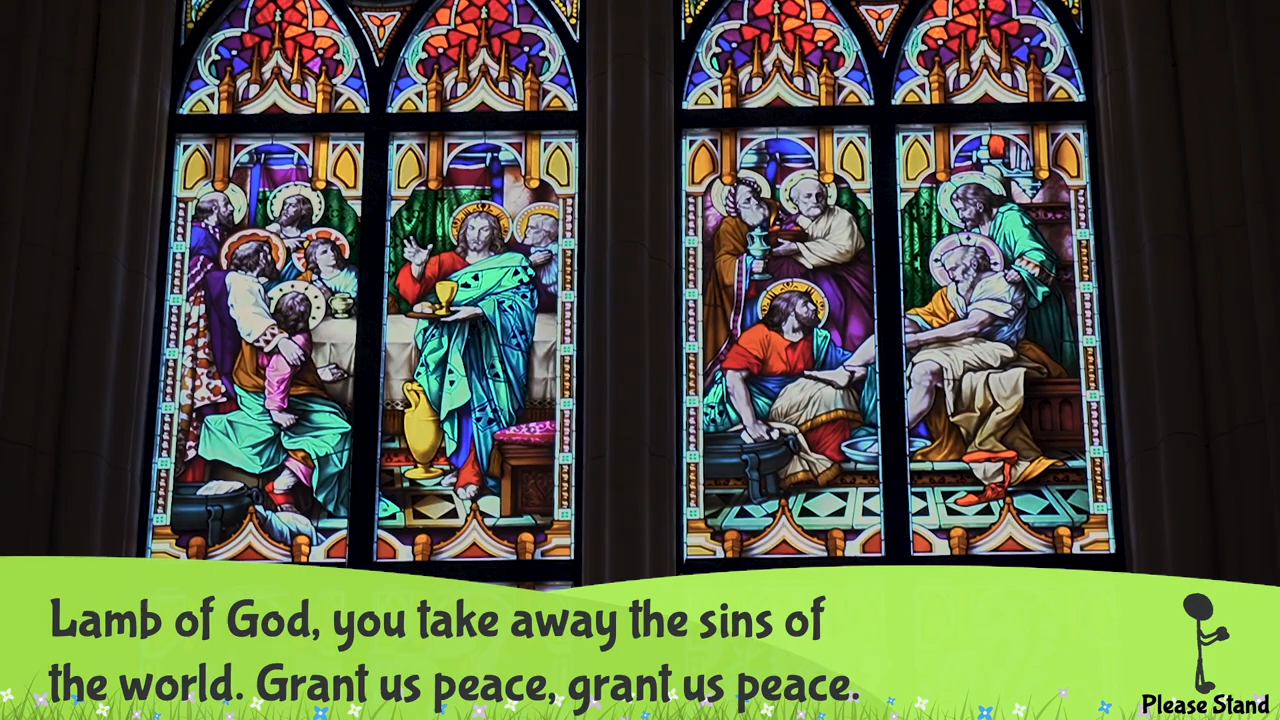 Lamb of God, you take away the sins of
the world. Grant us peace, grant us peace.
Please Stand